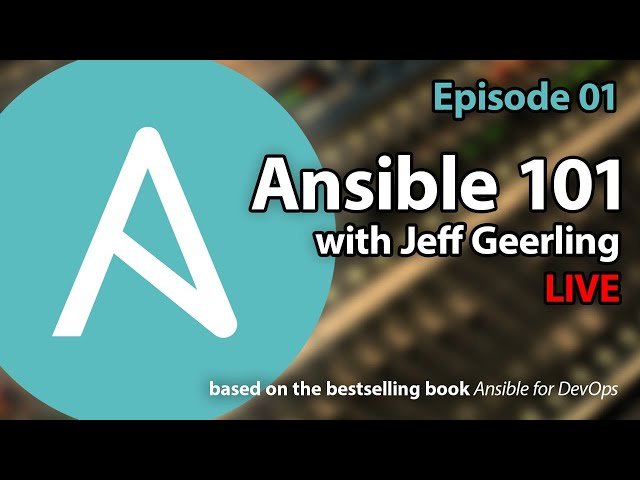 Episode 01
Ansible 101
with Jeff Geerling
LIVE
based on the bestselling book Ansible for DevOps